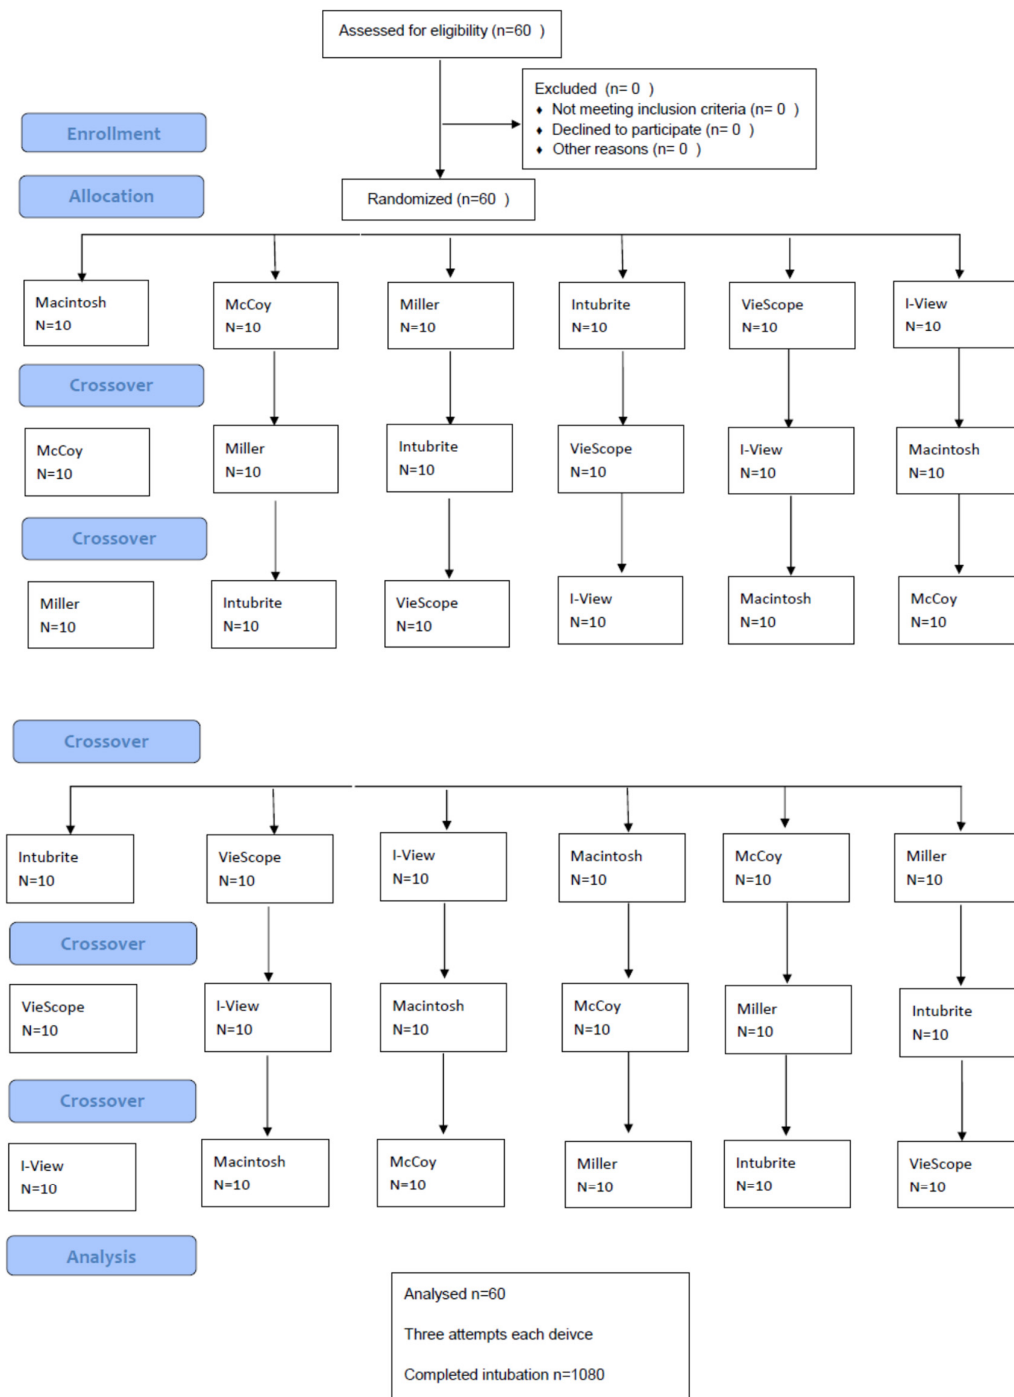 Assessed for eligibility (n=60 )
Excluded (n= 0 )
♦ Not meeting inclusion criteria (n= 0 )
♦ Declined to participate (n= 0 )
♦ Other reasons (n= 0 )
Enrollment
Allocation
Randomized (n=60 )
Macintosh
N=10
McCoy
N=10
Miller
N=10
Intubrite
N=10
VieScope
N=10
I-View
N=10
Crossover
McCoy
N=10
Miller
N=10
Intubrite
N=10
VieScope
N=10
I-View
N=10
Macintosh
N=10
Crossover
Miller
N=10
Intubrite
N=10
VieScope
N=10
I-View
N=10
Macintosh
N=10
McCoy
N=10
Crossover
Intubrite
N=10
VieScope
N=10
I-View
N=10
Macintosh
N=10
McCoy
N=10
Miller
N=10
Crossover
VieScope
N=10
I-View
N=10
Macintosh
N=10
McCoy
N=10
Miller
N=10
Intubrite
N=10
Crossover
I-View
N=10
Macintosh
N=10
McCoy
N=10
Miller
N=10
Intubrite
N=10
VieScope
N=10
Analysis
Analysed n=60
Three attempts each deivce
Completed intubation n=1080